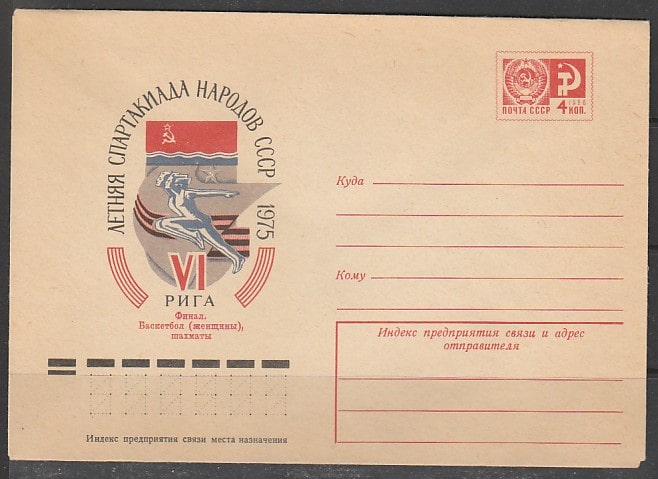 ЛЕТНЯЯ СПАРТАКИАДА НАРОДОВ СССР 1975
VI
РИГА
Финал.
Баскетбол (женщины),
шахматы
ПОЧТА СССР
1966
4 КОП.
Куда
Кому
Индекс предприятия связи и адрес
отправителя
Индекс предприятия связи места назначения